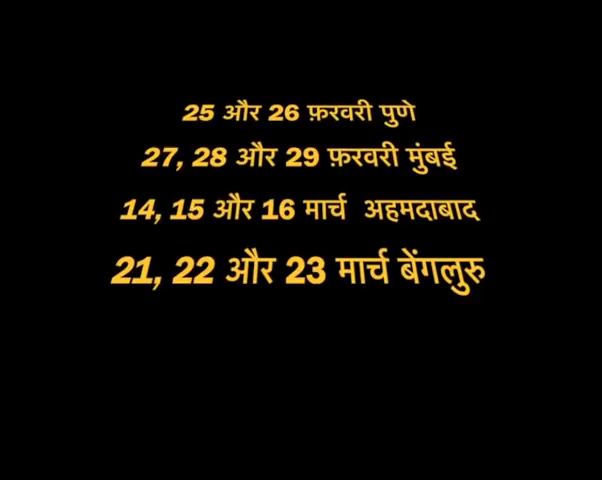 25 और 26 फ़रवरी पुणे
27, 28 और 29 फ़रवरी मुंबई
14, 15 और 16 मार्च अहमदाबाद
21, 22 और 23 मार्च बेंगलुरु